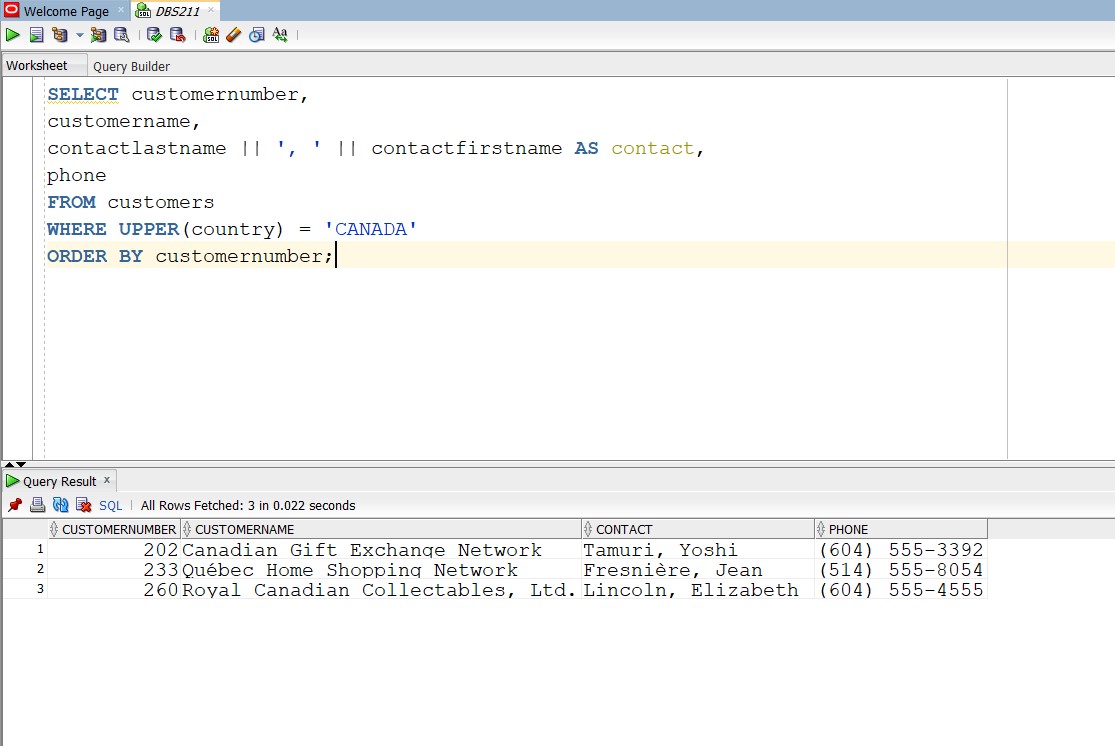 Welcome Page DBS211
Worksheet Query Builder
SELECT customernumber,
customername,
contactlastname || ', ' || contactfirstname AS contact,
phone
FROM customers
WHERE UPPER(country) = 'CANADA'
ORDER BY customernumber;
Query Result
SQL All Rows Fetched: 3 in 0.022 seconds
CUSTOMERNUMBER CUSTOMERNAME CONTACT PHONE
1 202 Canadian Gift Exchange Network Tamuri, Yoshi (604) 555-3392
2 233 Québec Home Shopping Network Fresnière, Jean (514) 555-8054
3 260 Royal Canadian Collectables, Ltd. Lincoln, Elizabeth (604) 555-4555